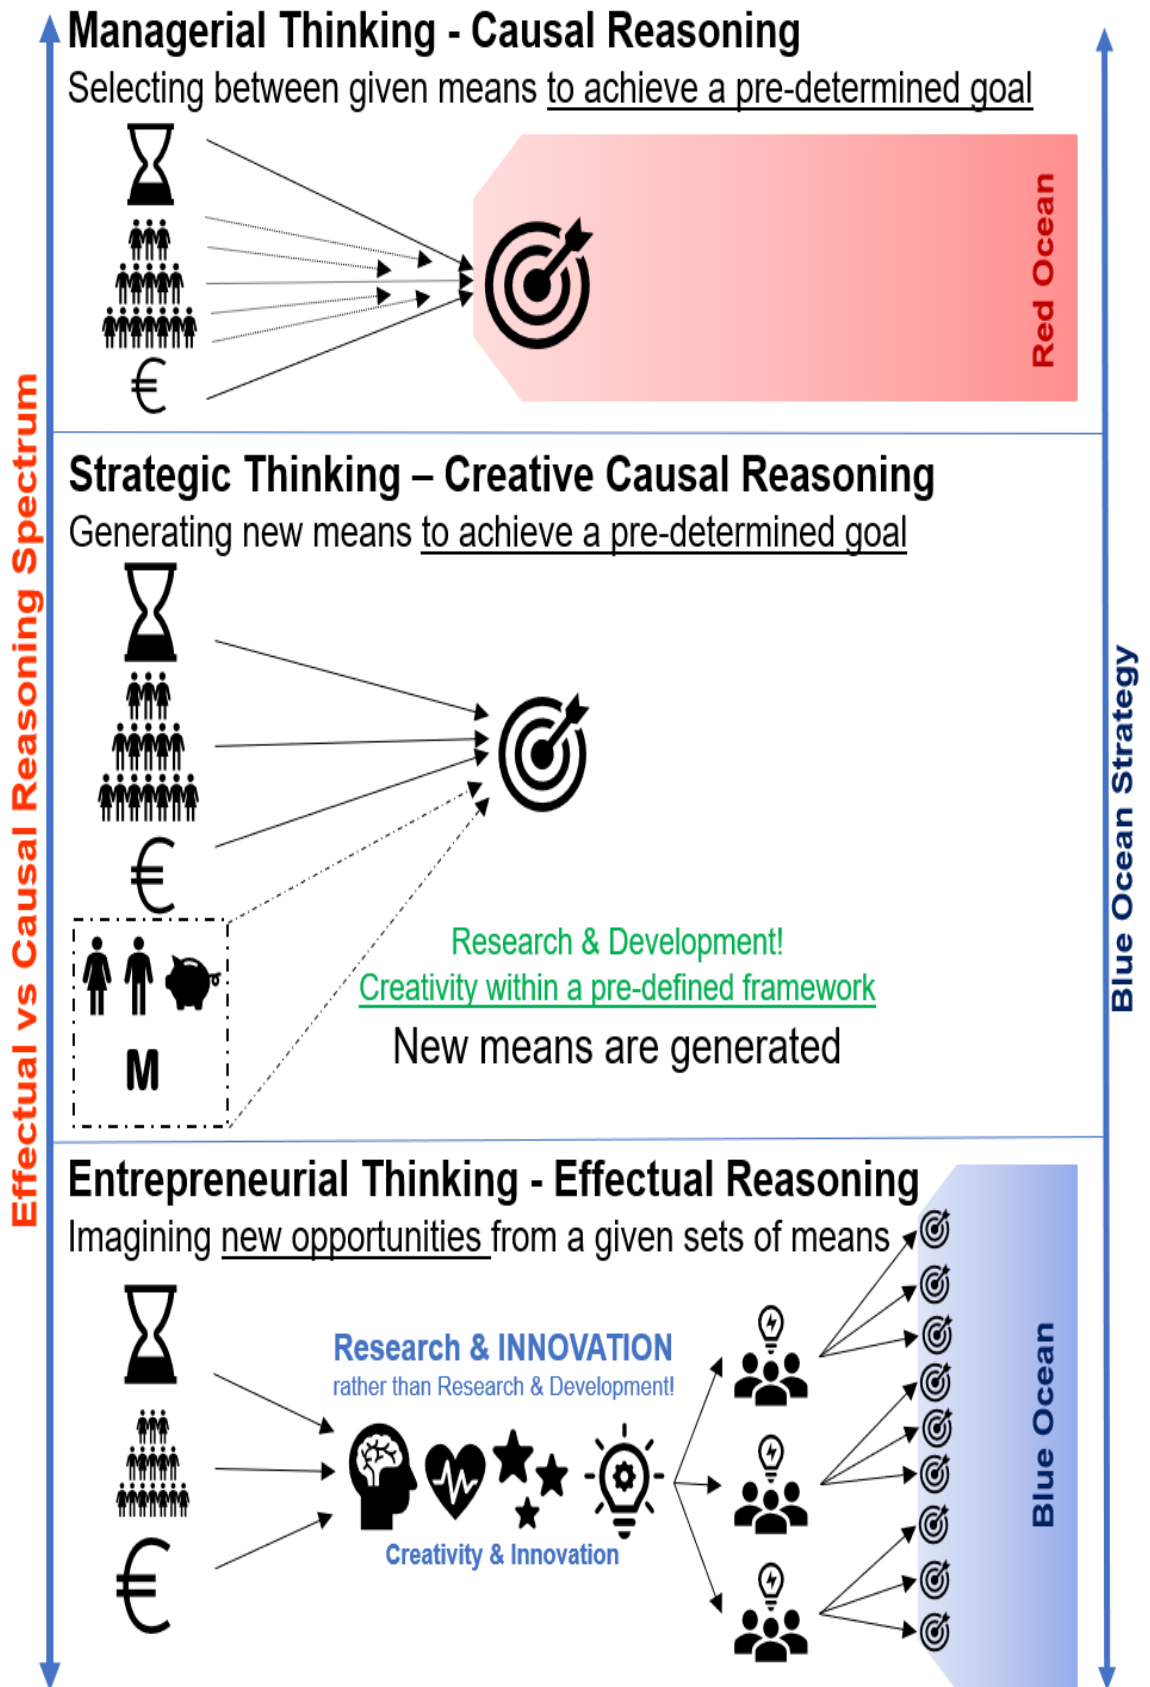 Managerial Thinking - Causal Reasoning
Selecting between given means to achieve a pre-determined goal
€
Red Ocean
Strategic Thinking – Creative Causal Reasoning
Generating new means to achieve a pre-determined goal
€
M
Research & Development!
Creativity within a pre-defined framework
New means are generated
Entrepreneurial Thinking - Effectual Reasoning
Imagining new opportunities from a given sets of means
Research & INNOVATION
rather than Research & Development!
Creativity & Innovation
€
Blue Ocean
Effectual vs Causal Reasoning Spectrum
Blue Ocean Strategy